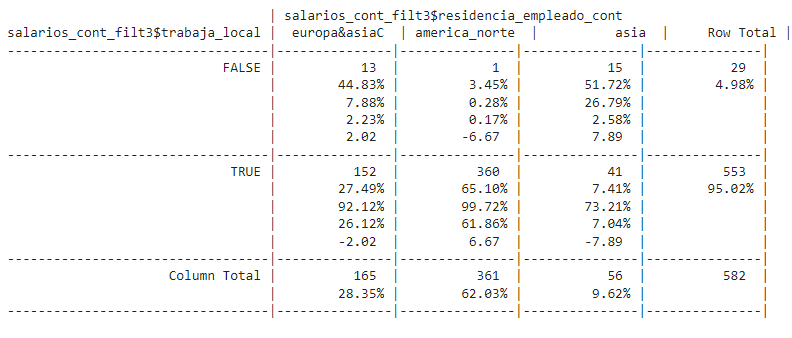 | salarios_cont_filt3$residencia_empleado_cont
salarios_cont_filt3$trabaja_local |  europa&asiaC  | america_norte  |          asia  |     Row Total |
----------------------------------|---------------|---------------|---------------|---------------|
                            FALSE |           13  |            1  |           15  |           29  |
                                  |        44.83% |         3.45% |        51.72% |         4.98% |
                                  |         7.88% |         0.28% |        26.79% |               |
                                  |         2.23% |         0.17% |         2.58% |               |
                                  |         2.02  |        -6.67  |         7.89  |               |
----------------------------------|---------------|---------------|---------------|---------------|
                             TRUE |          152  |          360  |           41  |          553  |
                                  |        27.49% |        65.10% |         7.41% |        95.02% |
                                  |        92.12% |        99.72% |        73.21% |               |
                                  |        26.12% |        61.86% |         7.04% |               |
                                  |        -2.02  |         6.67  |        -7.89  |               |
----------------------------------|---------------|---------------|---------------|---------------|
                     Column Total |          165  |          361  |           56  |          582  |
                                  |        28.35% |        62.03% |         9.62% |               |
----------------------------------|---------------|---------------|---------------|---------------|